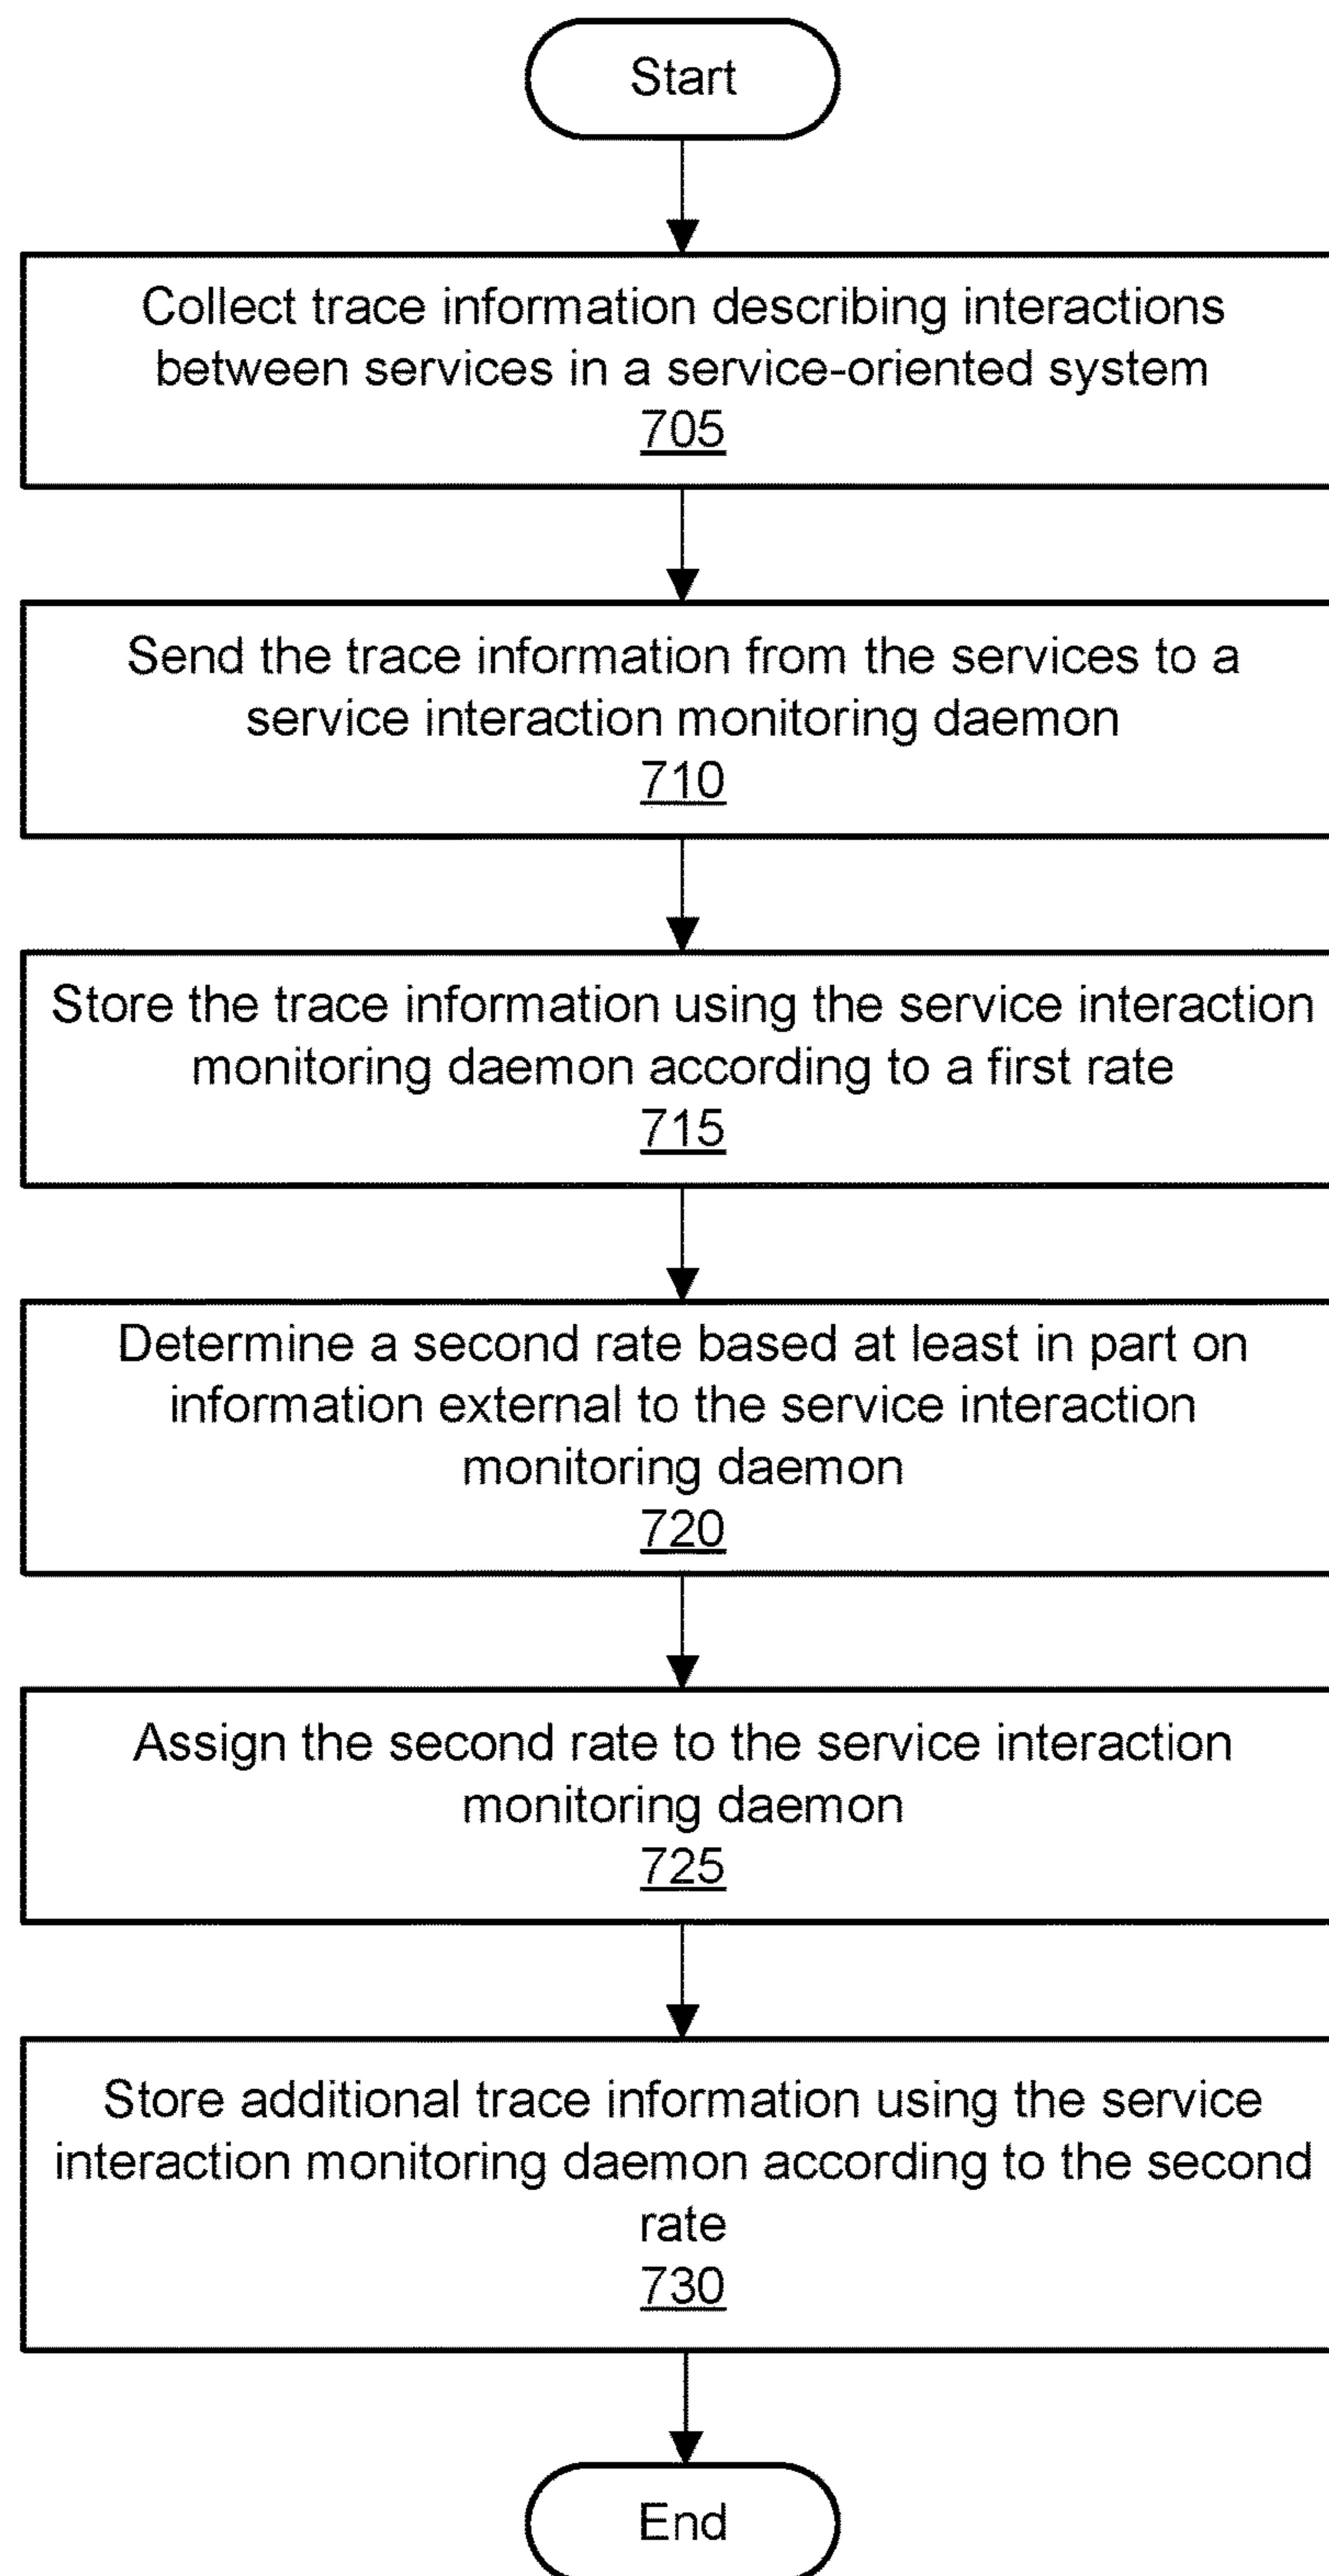 Start
Collect trace information describing interactions
between services in a service-oriented system
705
Send the trace information from the services to a
service interaction monitoring daemon
710
Store the trace information using the service interaction
monitoring daemon according to a first rate
715
Determine a second rate based at least in part on
information external to the service interaction
monitoring daemon
720
Assign the second rate to the service interaction
monitoring daemon
725
Store additional trace information using the service
interaction monitoring daemon according to the second
rate
730
End